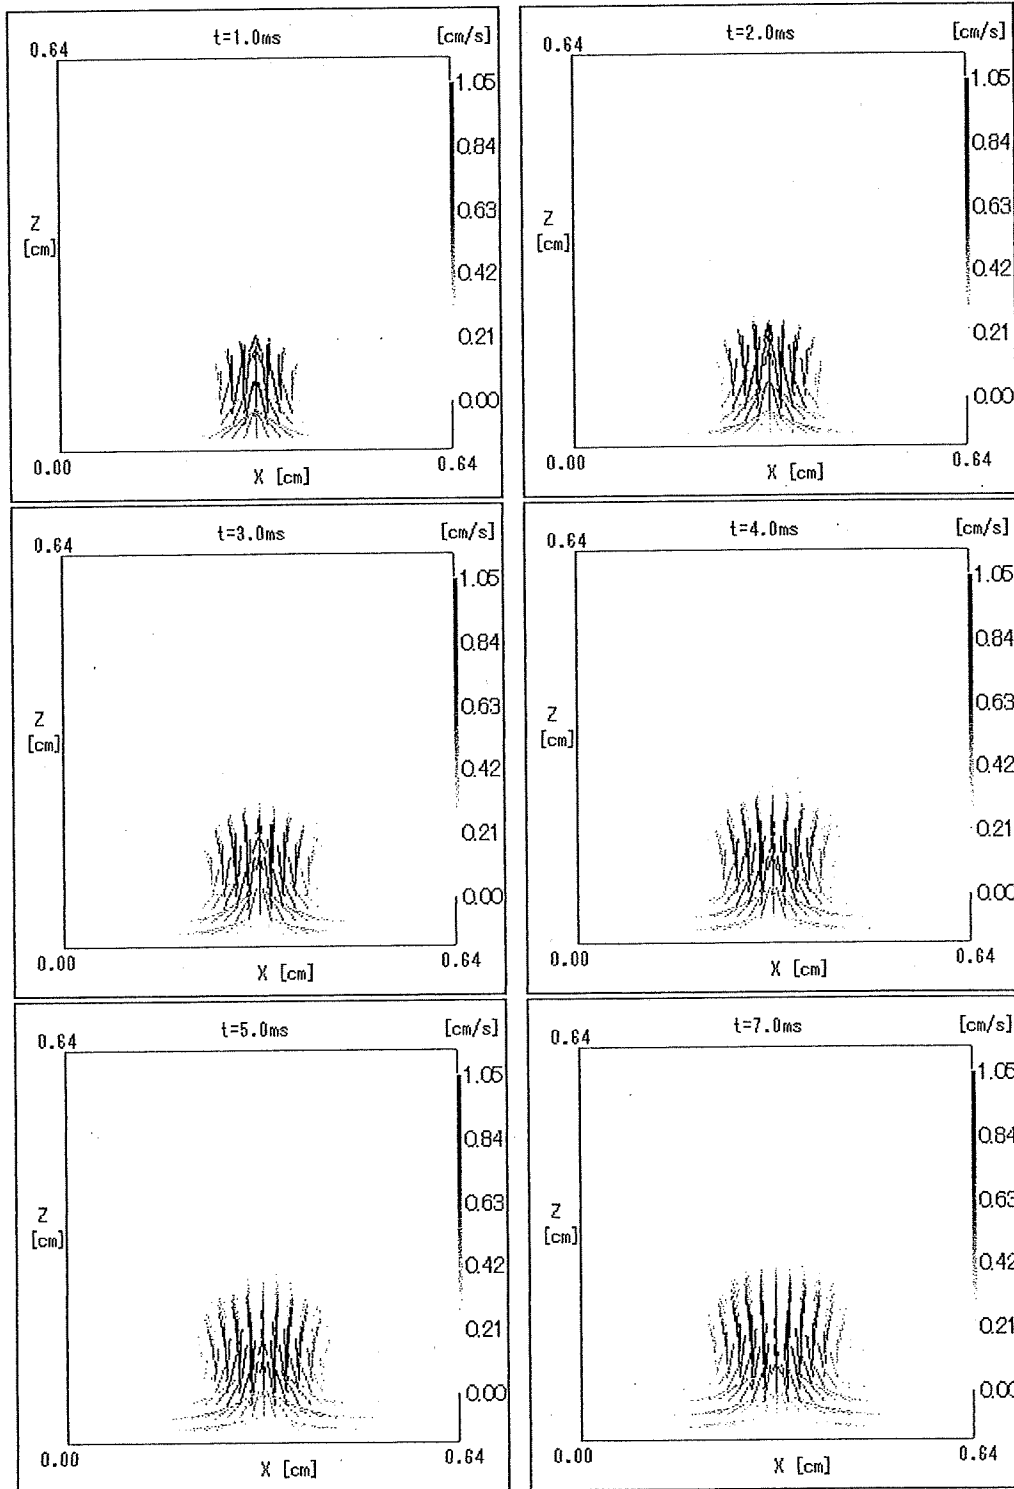 t=1.0ms [cm/s]
0.64
1.05
0.84
0.63
Z
[cm]
0.42
0.21
0.00
0.00 X [cm] 0.64
t=2.0ms [cm/s]
0.64
1.05
0.84
0.63
Z
[cm]
0.42
0.21
0.00
0.00 X [cm] 0.64
t=3.0ms [cm/s]
0.64
1.05
0.84
0.63
Z
[cm]
0.42
0.21
0.00
0.00 X [cm] 0.64
t=4.0ms [cm/s]
0.64
1.05
0.84
0.63
Z
[cm]
0.42
0.21
0.00
0.00 X [cm] 0.64
t=5.0ms [cm/s]
0.64
1.05
0.84
0.63
Z
[cm]
0.42
0.21
0.00
0.00 X [cm] 0.64
t=7.0ms [cm/s]
0.64
1.05
0.84
0.63
Z
[cm]
0.42
0.21
0.00
0.00 X [cm] 0.64